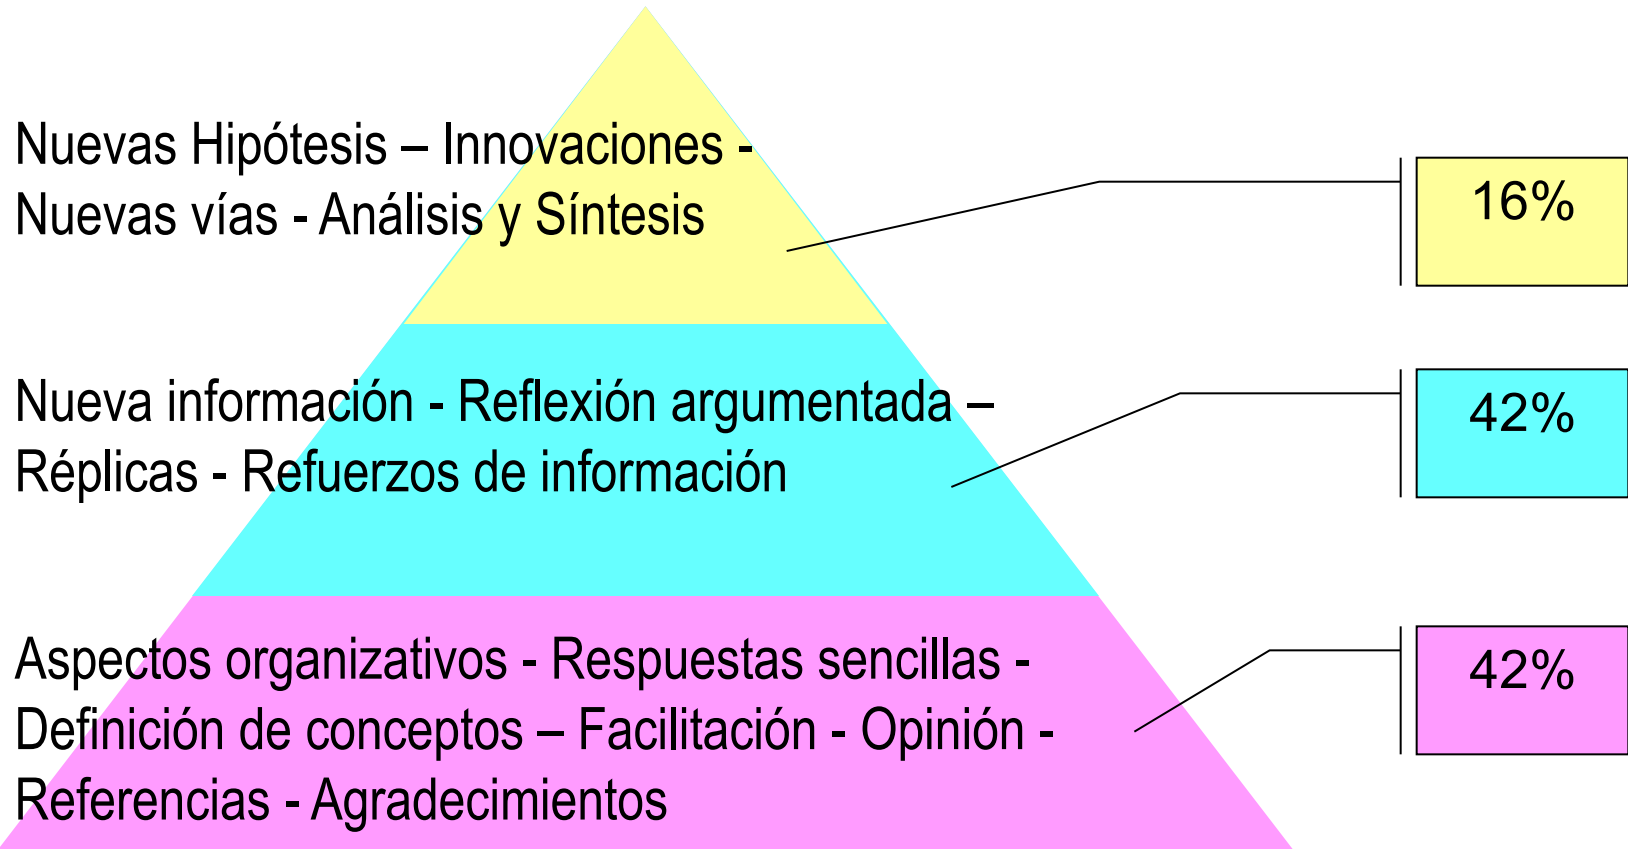 Nuevas Hipótesis – Innovaciones -
Nuevas vías - Análisis y Síntesis
16%
Nueva información - Reflexión argumentada –
Réplicas - Refuerzos de información
42%
Aspectos organizativos - Respuestas sencillas -
Definición de conceptos – Facilitación - Opinión -
Referencias - Agradecimientos
42%